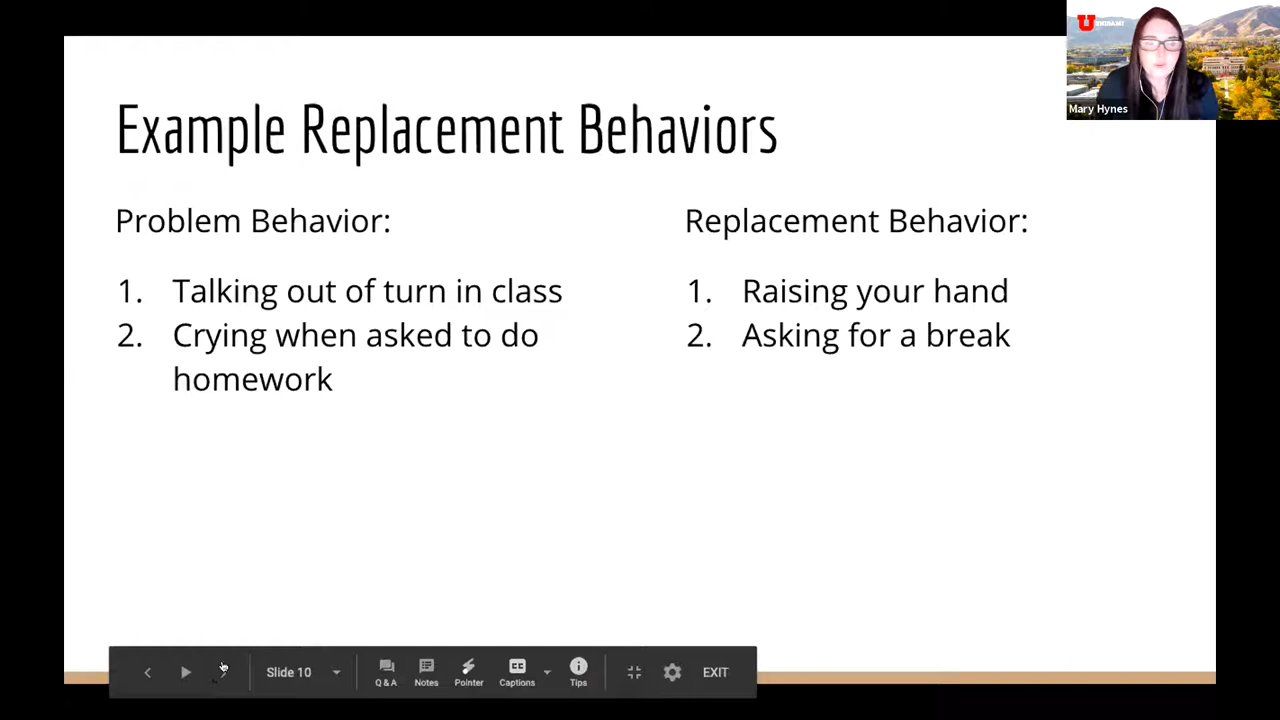 Example Replacement Behaviors
Problem Behavior:
1. Talking out of turn in class
2. Crying when asked to do
homework
Replacement Behavior:
1. Raising your hand
2. Asking for a break
U
Mary Hynes
Slide 10
Q & A
Notes
Pointer
Captions
Tips
EXIT